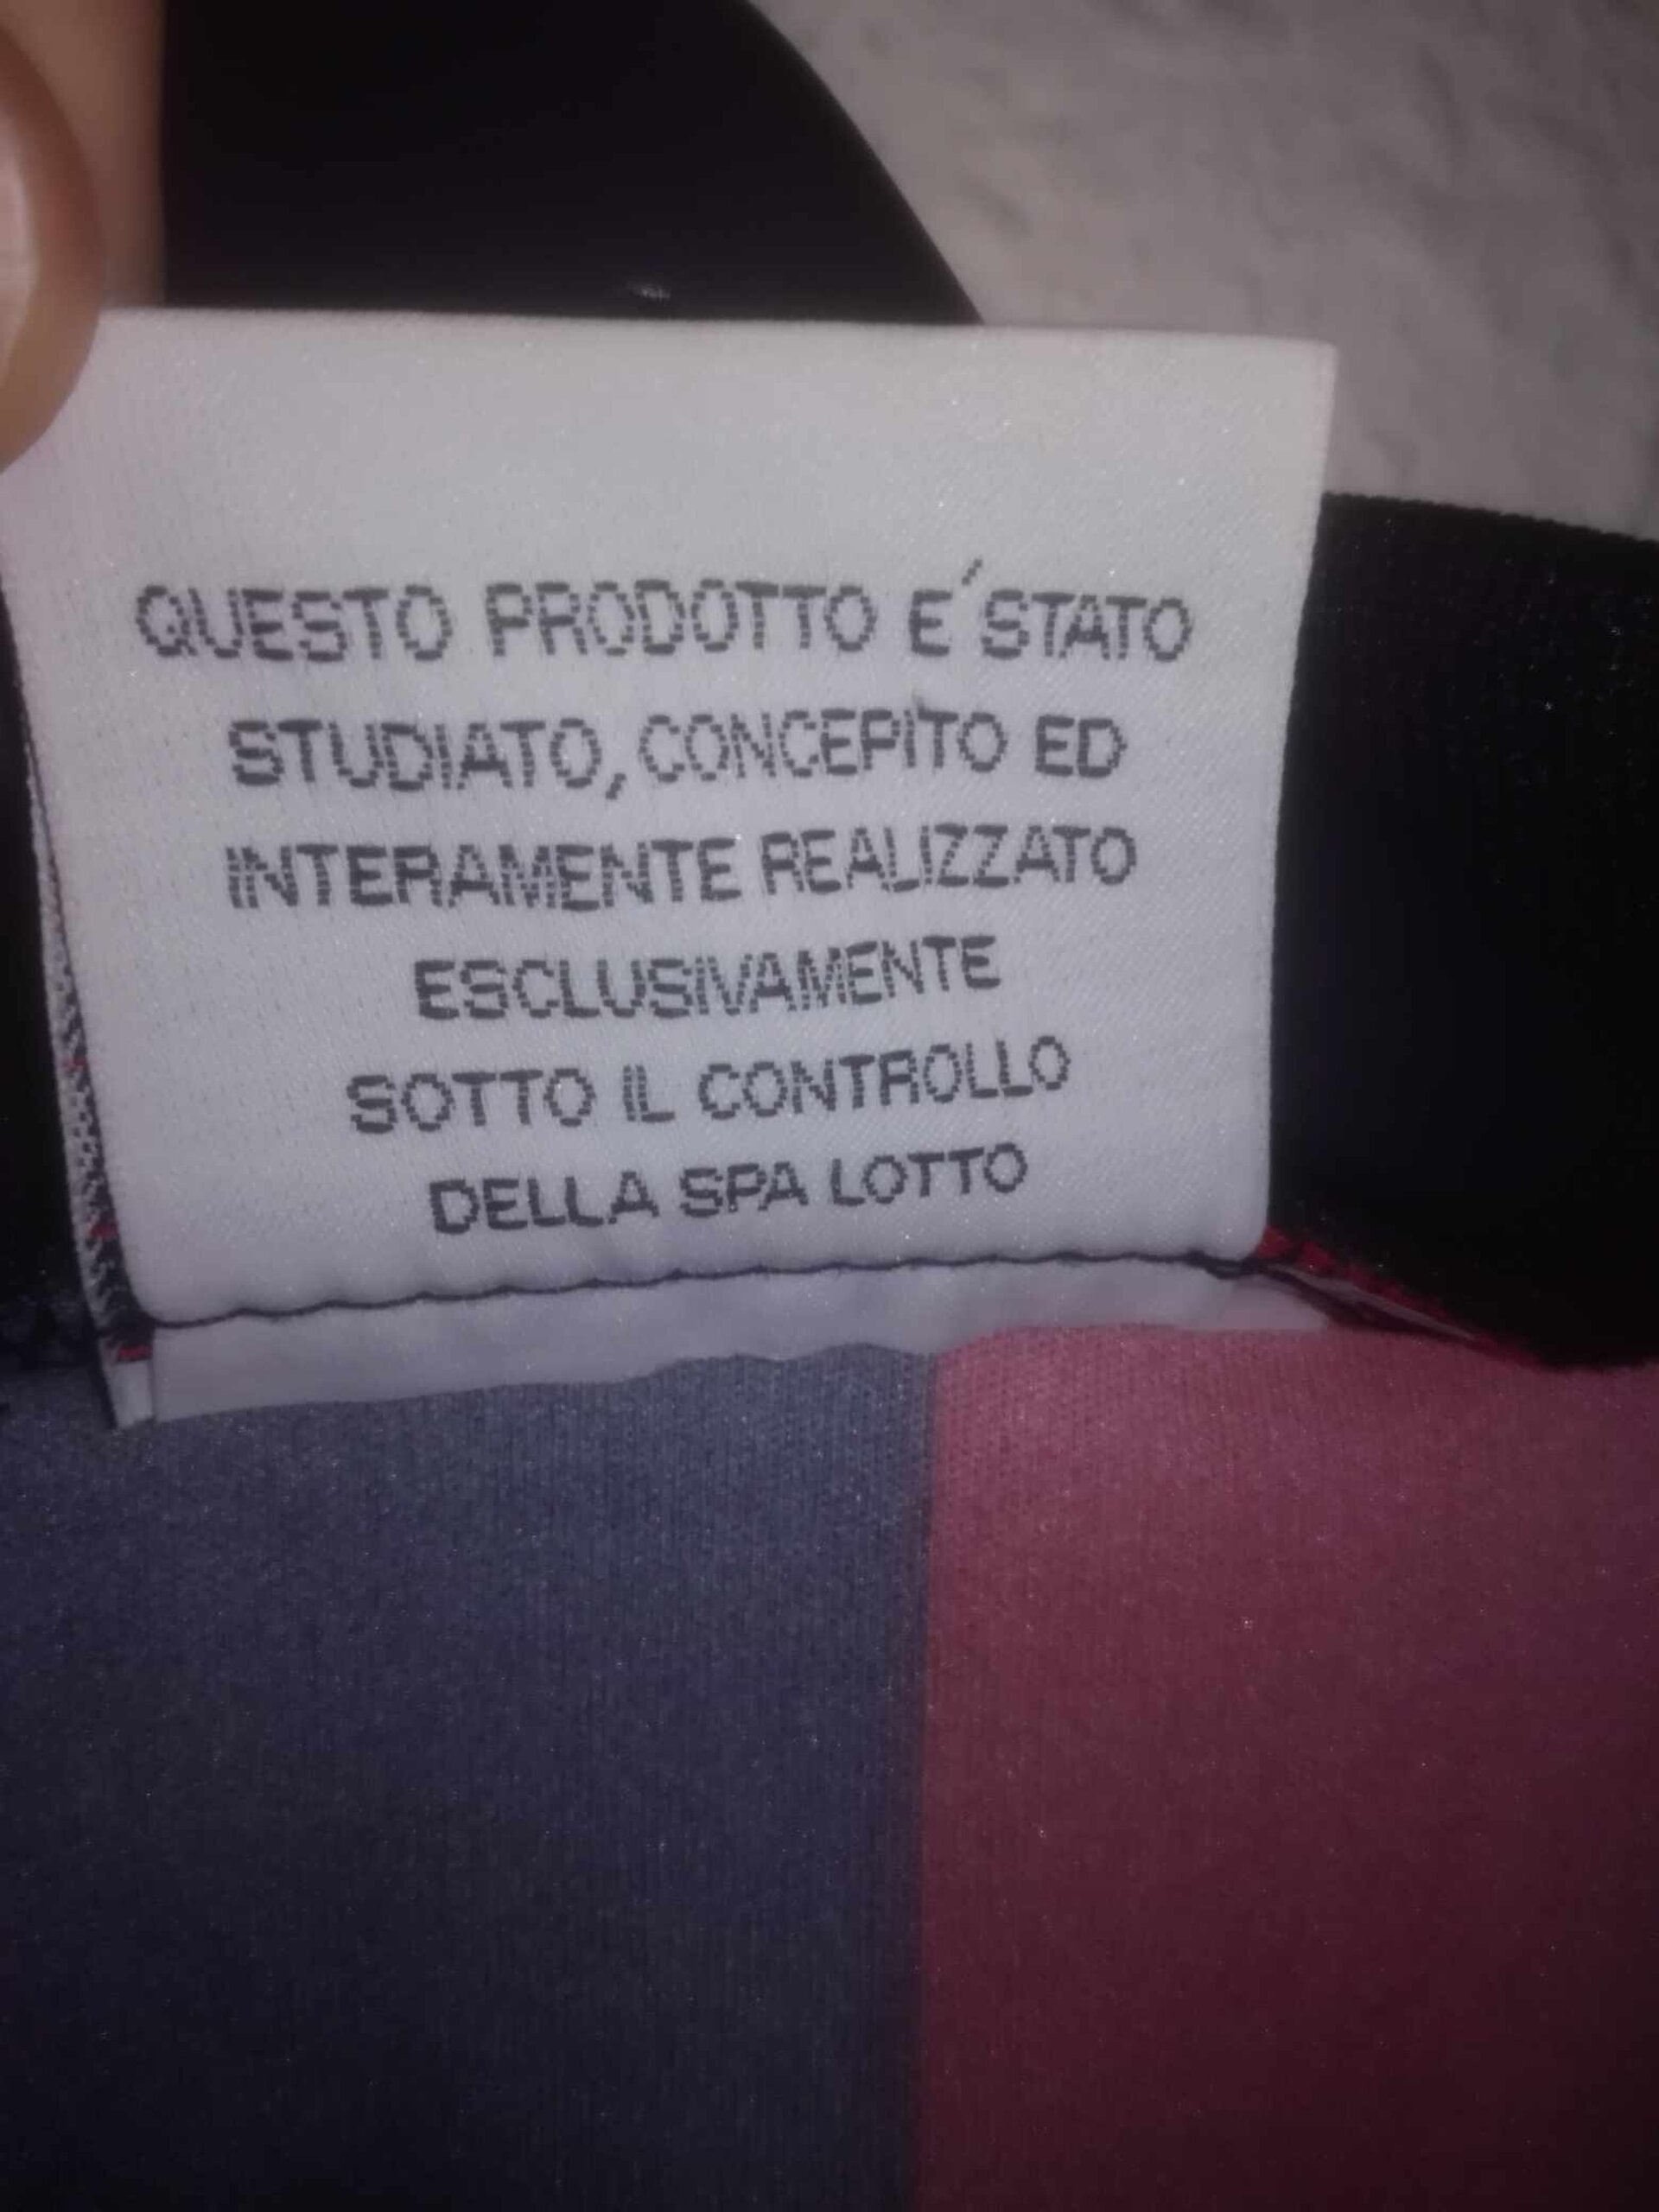 QUESTO PRODOTTO E' STATO
STUDIATO, CONCEPITO ED
INTERAMENTE REALIZZATO
ESCLUSIVAMENTE
SOTTO IL CONTROLLO
DELLA SPA LOTTO